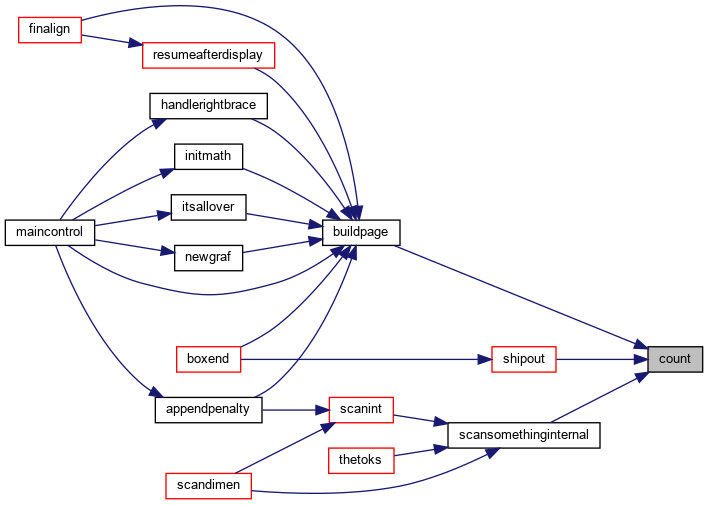 finalign
resumeafterdisplay
handlerightbrace
initmath
itsallover
maincontrol
buildpage
newgraf
boxend
shipout
count
appendpenalty
scanint
scansomethinginternal
thetoks
scandimen